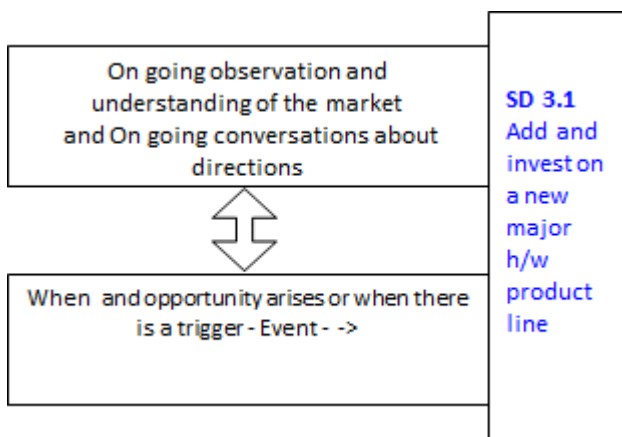 On going observation and
understanding of the market
and On going conversations about
directions
When and opportunity arises or when there
is a trigger - Event - ->
SD 3.1
Add and
invest on
a new
major
h/w
product
line